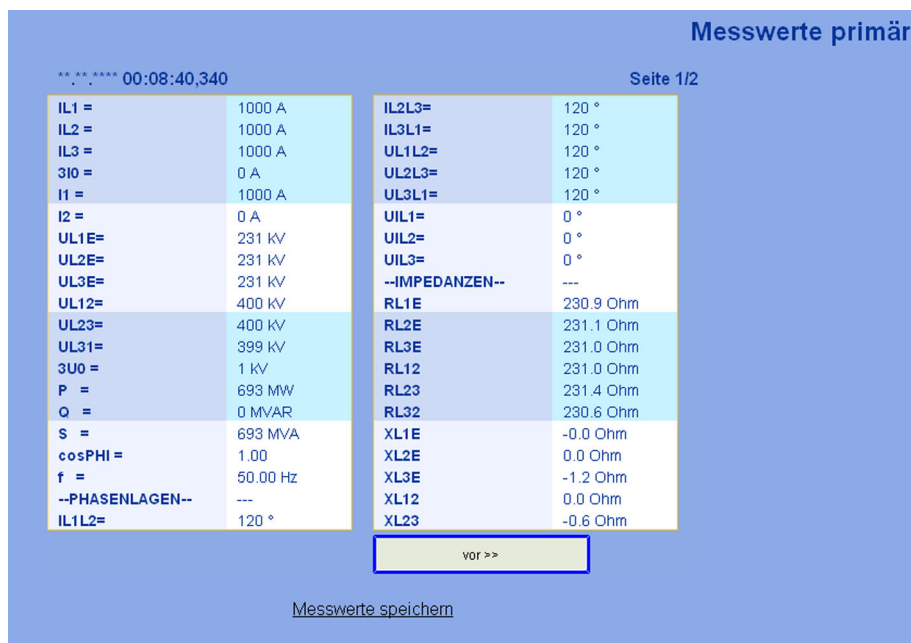 Messwerte primär
**.**.**** 00:08:40,340
Seite 1/2
IL1 = 1000 A
IL2 = 1000 A
IL3 = 1000 A
3I0 = 0 A
I1 = 1000 A
I2 = 0 A
UL1E= 231 kV
UL2E= 231 kV
UL3E= 231 kV
UL12= 400 kV
UL23= 400 kV
UL31= 399 kV
3U0 = 1 kV
P = 693 MW
Q = 0 MVAR
S = 693 MVA
cosPHI = 1.00
f = 50.00 Hz
--PHASENLAGEN-- ---
IL1L2= 120 °
IL2L3= 120 °
IL3L1= 120 °
UL1L2= 120 °
UL2L3= 120 °
UL3L1= 120 °
UIL1= 0 °
UIL2= 0 °
UIL3= 0 °
--IMPEDANZEN-- ---
RL1E 230.9 Ohm
RL2E 231.1 Ohm
RL3E 231.0 Ohm
RL12 231.0 Ohm
RL23 231.4 Ohm
RL32 230.6 Ohm
XL1E -0.0 Ohm
XL2E 0.0 Ohm
XL3E -1.2 Ohm
XL12 0.0 Ohm
XL23 -0.6 Ohm
vor >>
Messwerte speichern